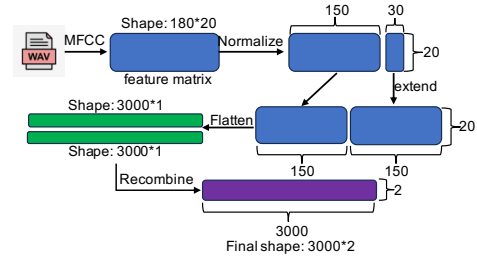 150
30
Shape: 180*20
MFCC
Normalize
WAV
20
feature matrix
extend
Shape: 3000*1
Flatten
20
Shape: 3000*1
150
150
Recombine
2
3000
Final shape: 3000*2